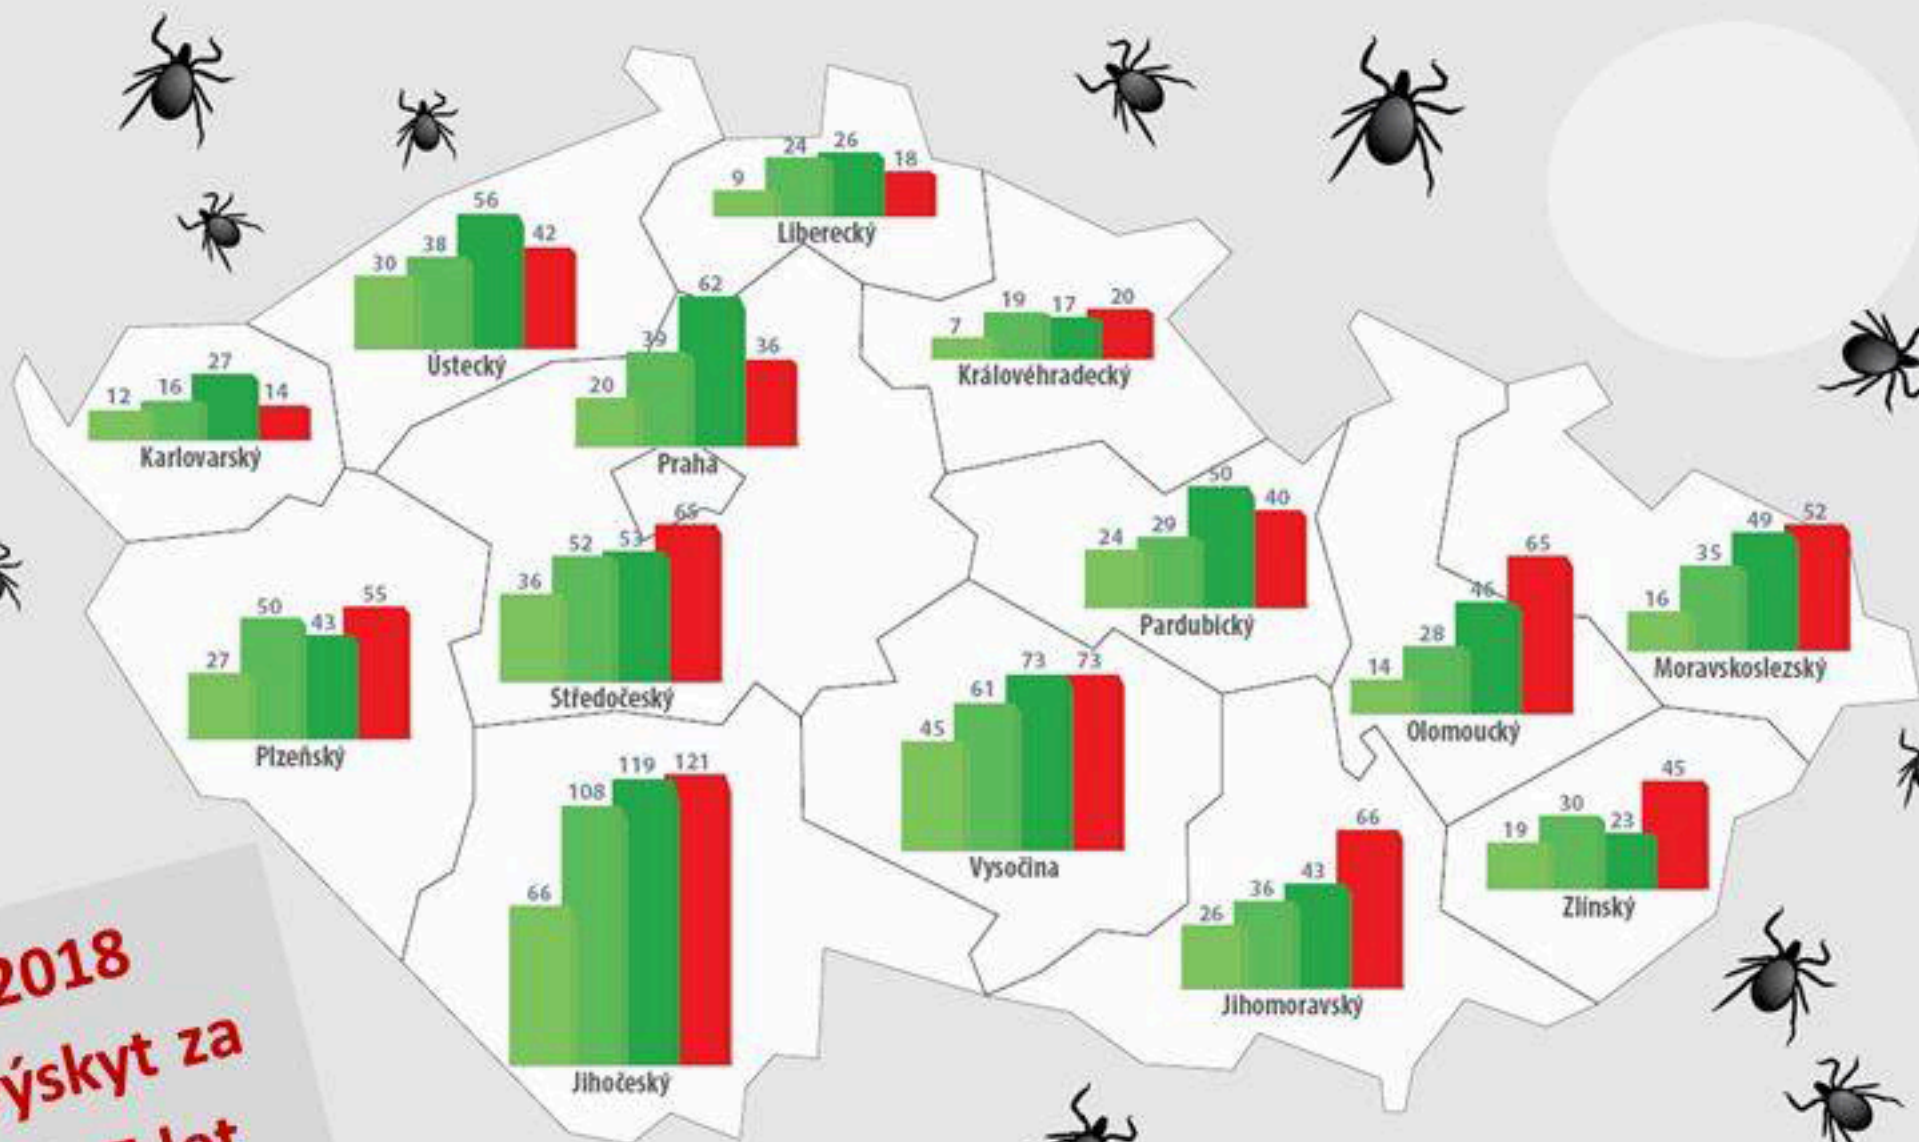 9 24 26 18
Liberecký
30 38 56 42
Ústecký
20 39 62 36
Praha
7 19 17 20
Královéhradecký
12 16 27 14
Karlovarský
24 29 50 40
Pardubický
36 52 53 65
Středočeský
14 28 46 65
Olomoucký
16 35 49 52
Moravskoslezský
27 50 43 55
Plzeňský
45 61 73 73
Vysočina
66 108 119 121
Jihočeský
26 36 43 66
Jihomoravský
19 30 23 45
Zlínský
2018
ýskyt za
let